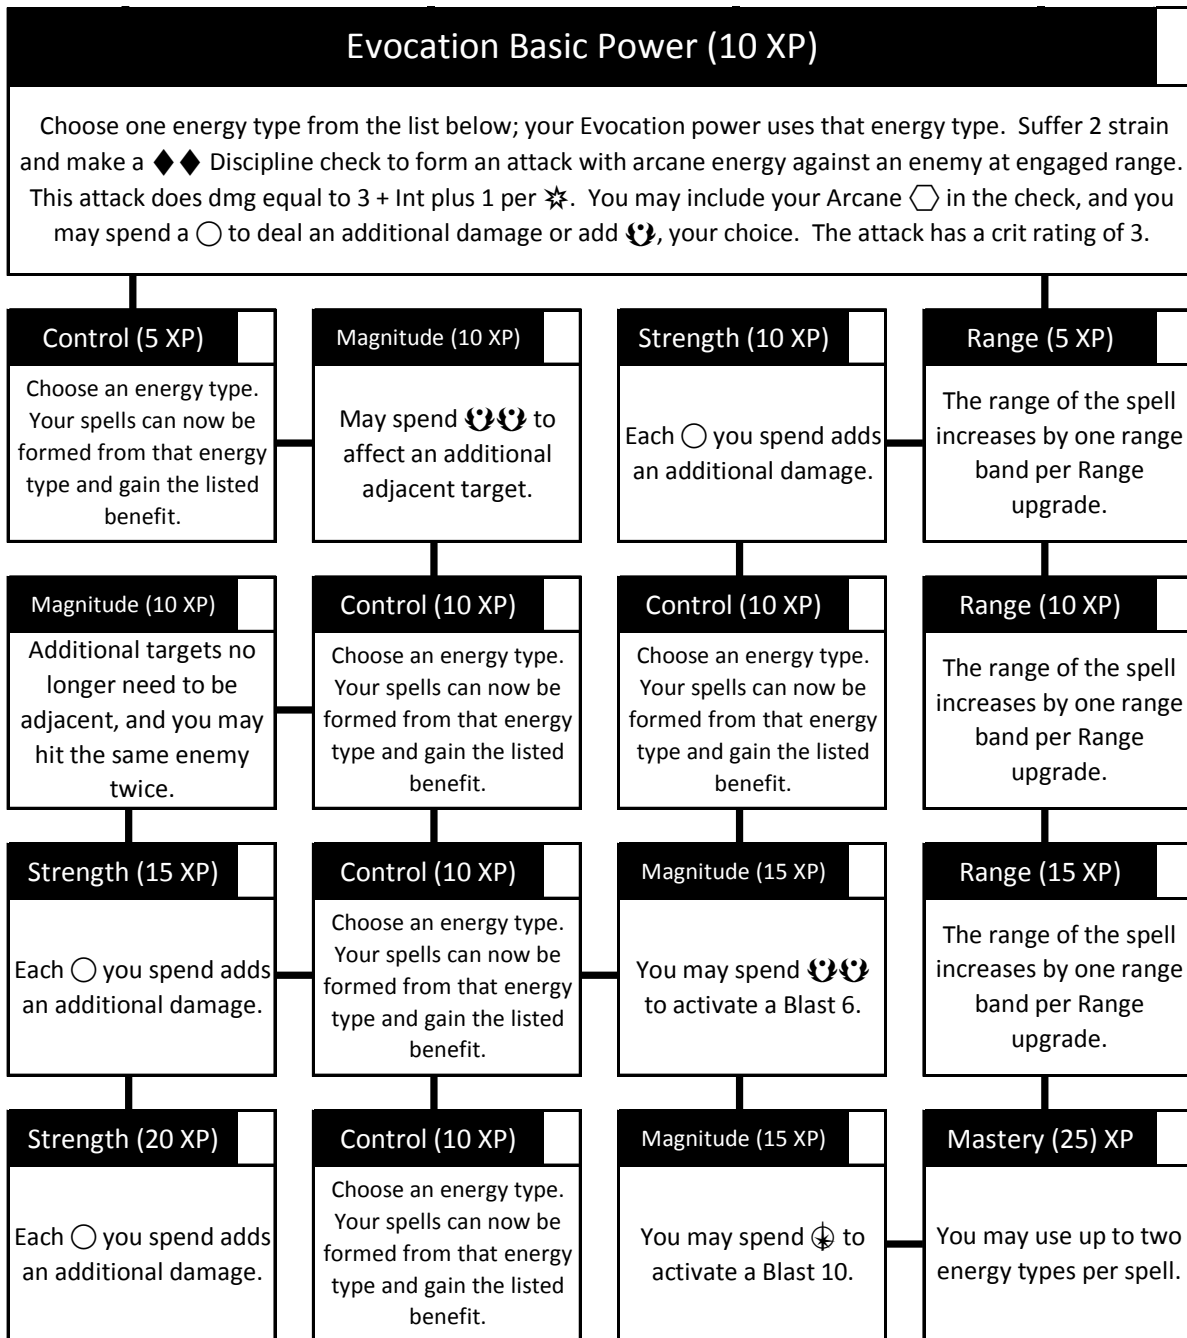 Evocation Basic Power (10 XP)
Choose one energy type from the list below; your Evocation power uses that energy type. Suffer 2 strain
and make a ♦♦ Discipline check to form an attack with arcane energy against an enemy at engaged range.
This attack does dmg equal to 3 + Int plus 1 per ✲. You may include your Arcane ⬡ in the check, and you
may spend a ○ to deal an additional damage or add , your choice. The attack has a crit rating of 3.
Control (5 XP)
Choose an energy type.
Your spells can now be
formed from that energy
type and gain the listed
benefit.
Magnitude (10 XP)
May spend to
affect an additional
adjacent target.
Strength (10 XP)
Each ○ you spend adds
an additional damage.
Range (5 XP)
The range of the spell
increases by one range
band per Range
upgrade.
Magnitude (10 XP)
Additional targets no
longer need to be
adjacent, and you may
hit the same enemy
twice.
Control (10 XP)
Choose an energy type.
Your spells can now be
formed from that energy
type and gain the listed
benefit.
Control (10 XP)
Choose an energy type.
Your spells can now be
formed from that energy
type and gain the listed
benefit.
Range (10 XP)
The range of the spell
increases by one range
band per Range
upgrade.
Strength (15 XP)
Each ○ you spend adds
an additional damage.
Control (10 XP)
Choose an energy type.
Your spells can now be
formed from that energy
type and gain the listed
benefit.
Magnitude (15 XP)
You may spend
to activate a Blast 6.
Range (15 XP)
The range of the spell
increases by one range
band per Range
upgrade.
Strength (20 XP)
Each ○ you spend adds
an additional damage.
Control (10 XP)
Choose an energy type.
Your spells can now be
formed from that energy
type and gain the listed
benefit.
Magnitude (15 XP)
You may spend to
activate a Blast 10.
Mastery (25) XP
You may use up to two
energy types per spell.